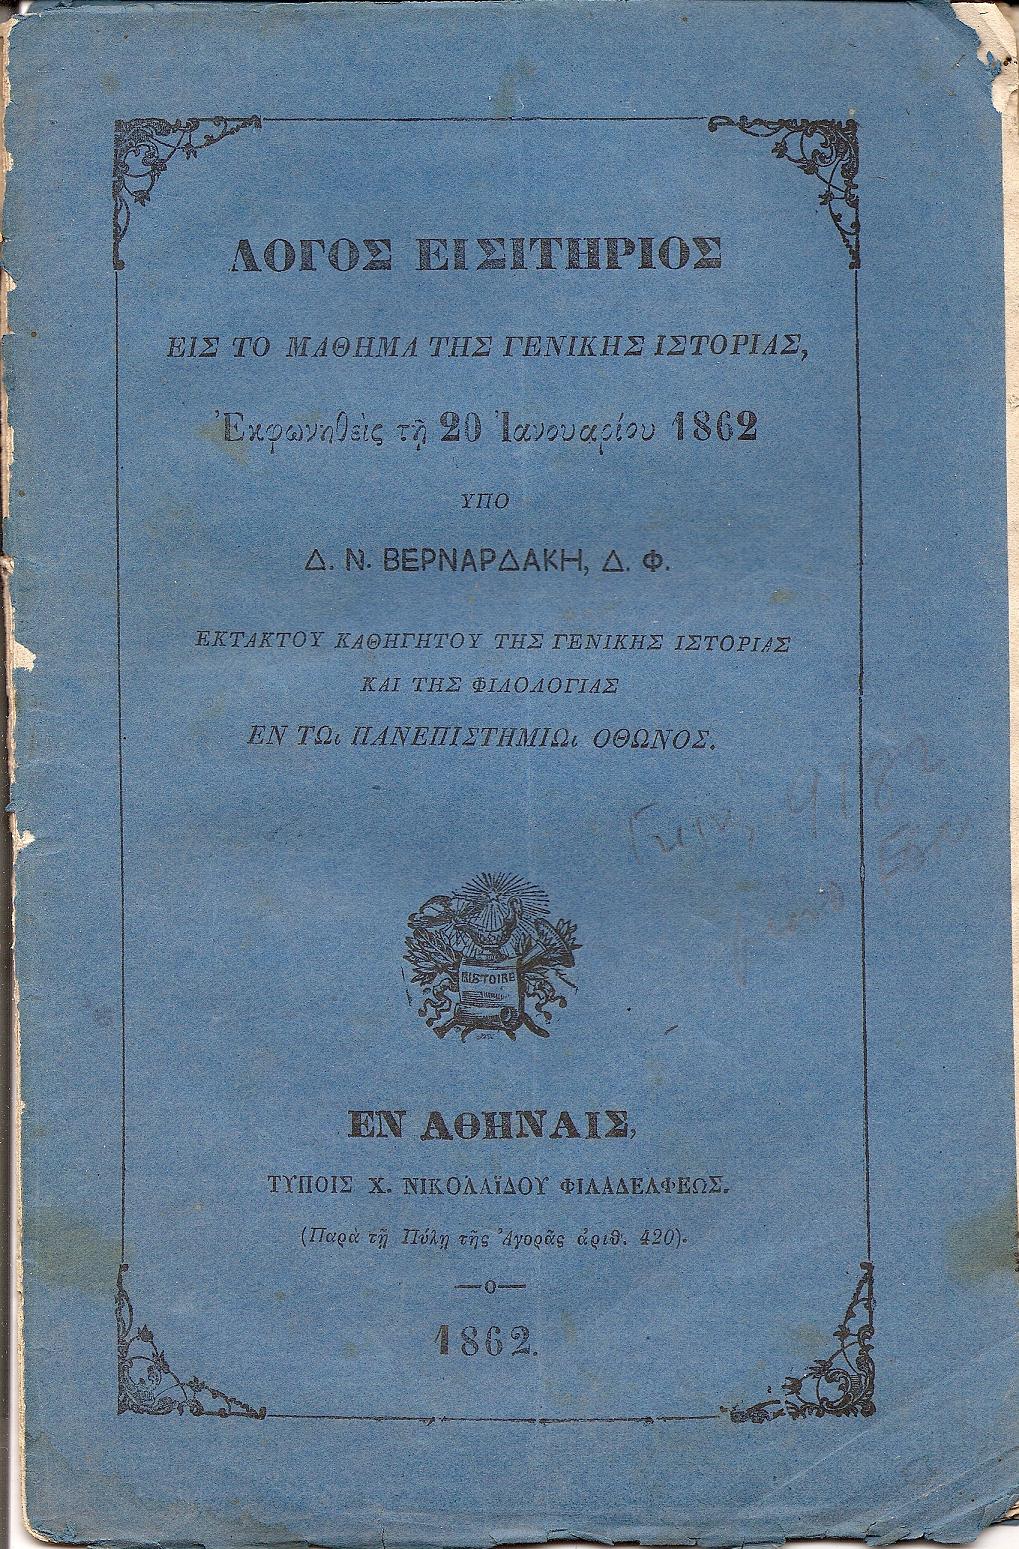 ΛΟΓΟΣ ΕΙΣΙΤΗΡΙΟΣ
ΕΙΣ ΤΟ ΜΑΘΗΜΑ ΤΗΣ ΓΕΝΙΚΗΣ ΙΣΤΟΡΙΑΣ,
Ἐκφωνηθεὶς τῇ 20 Ἰανουαρίου 1862
ΥΠΟ
Δ. Ν. ΒΕΡΝΑΡΔΑΚΗ, Δ. Φ.
ΕΚΤΑΚΤΟΥ ΚΑΘΗΓΗΤΟΥ ΤΗΣ ΓΕΝΙΚΗΣ ΙΣΤΟΡΙΑΣ
ΚΑΙ ΤΗΣ ΦΙΛΟΛΟΓΙΑΣ
ΕΝ ΤΩι ΠΑΝΕΠΙΣΤΗΜΙΩι ΟΘΩΝΟΣ.
9182
HISTOIRE
ΕΝ ΑΘΗΝΑΙΣ,
ΤΥΠΟΙΣ Χ. ΝΙΚΟΛΑΪΔΟΥ ΦΙΛΑΔΕΛΦΕΩΣ.
(Παρὰ τῇ Πύλῃ τῆς Ἀγορᾶς ἀριθ. 420).
1862.